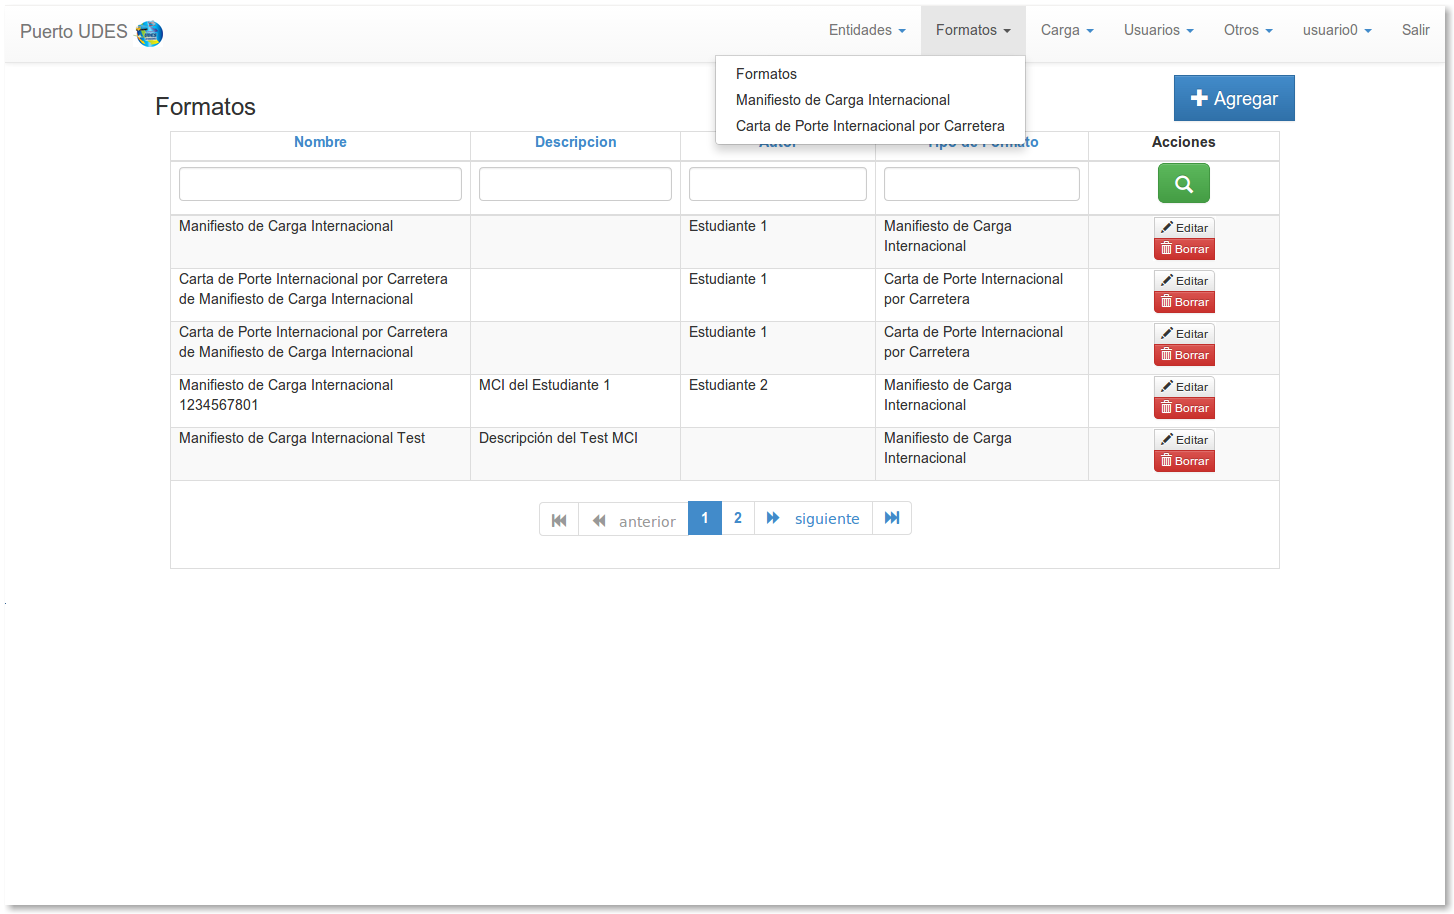 Puerto UDES
Entidades
Formatos
Carga
Usuarios
Otros
usuario0
Salir
Formatos
Manifiesto de Carga Internacional
Carta de Porte Internacional por Carretera
Formatos
Agregar
Nombre
Descripcion
Autor
Tipo de Formato
Acciones
Manifiesto de Carga Internacional
Estudiante 1
Manifiesto de Carga
Internacional
Editar
Borrar
Carta de Porte Internacional por Carretera
de Manifiesto de Carga Internacional
Estudiante 1
Carta de Porte Internacional
por Carretera
Editar
Borrar
Carta de Porte Internacional por Carretera
de Manifiesto de Carga Internacional
Estudiante 1
Carta de Porte Internacional
por Carretera
Editar
Borrar
Manifiesto de Carga Internacional
1234567801
MCI del Estudiante 1
Estudiante 2
Manifiesto de Carga
Internacional
Editar
Borrar
Manifiesto de Carga Internacional Test
Descripción del Test MCI
Manifiesto de Carga
Internacional
Editar
Borrar
anterior
1
2
siguiente